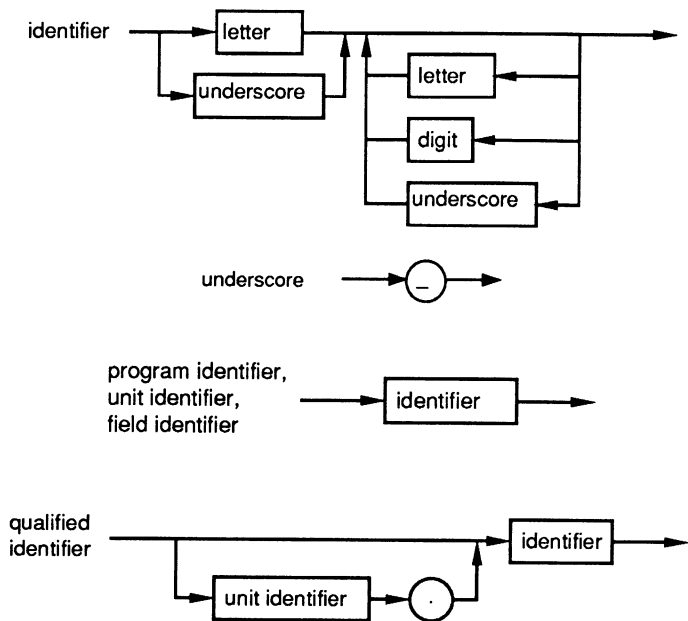 identifier letter
underscore letter
digit
underscore
underscore _
program identifier,
unit identifier, identifier
field identifier
qualified
identifier identifier
unit identifier .